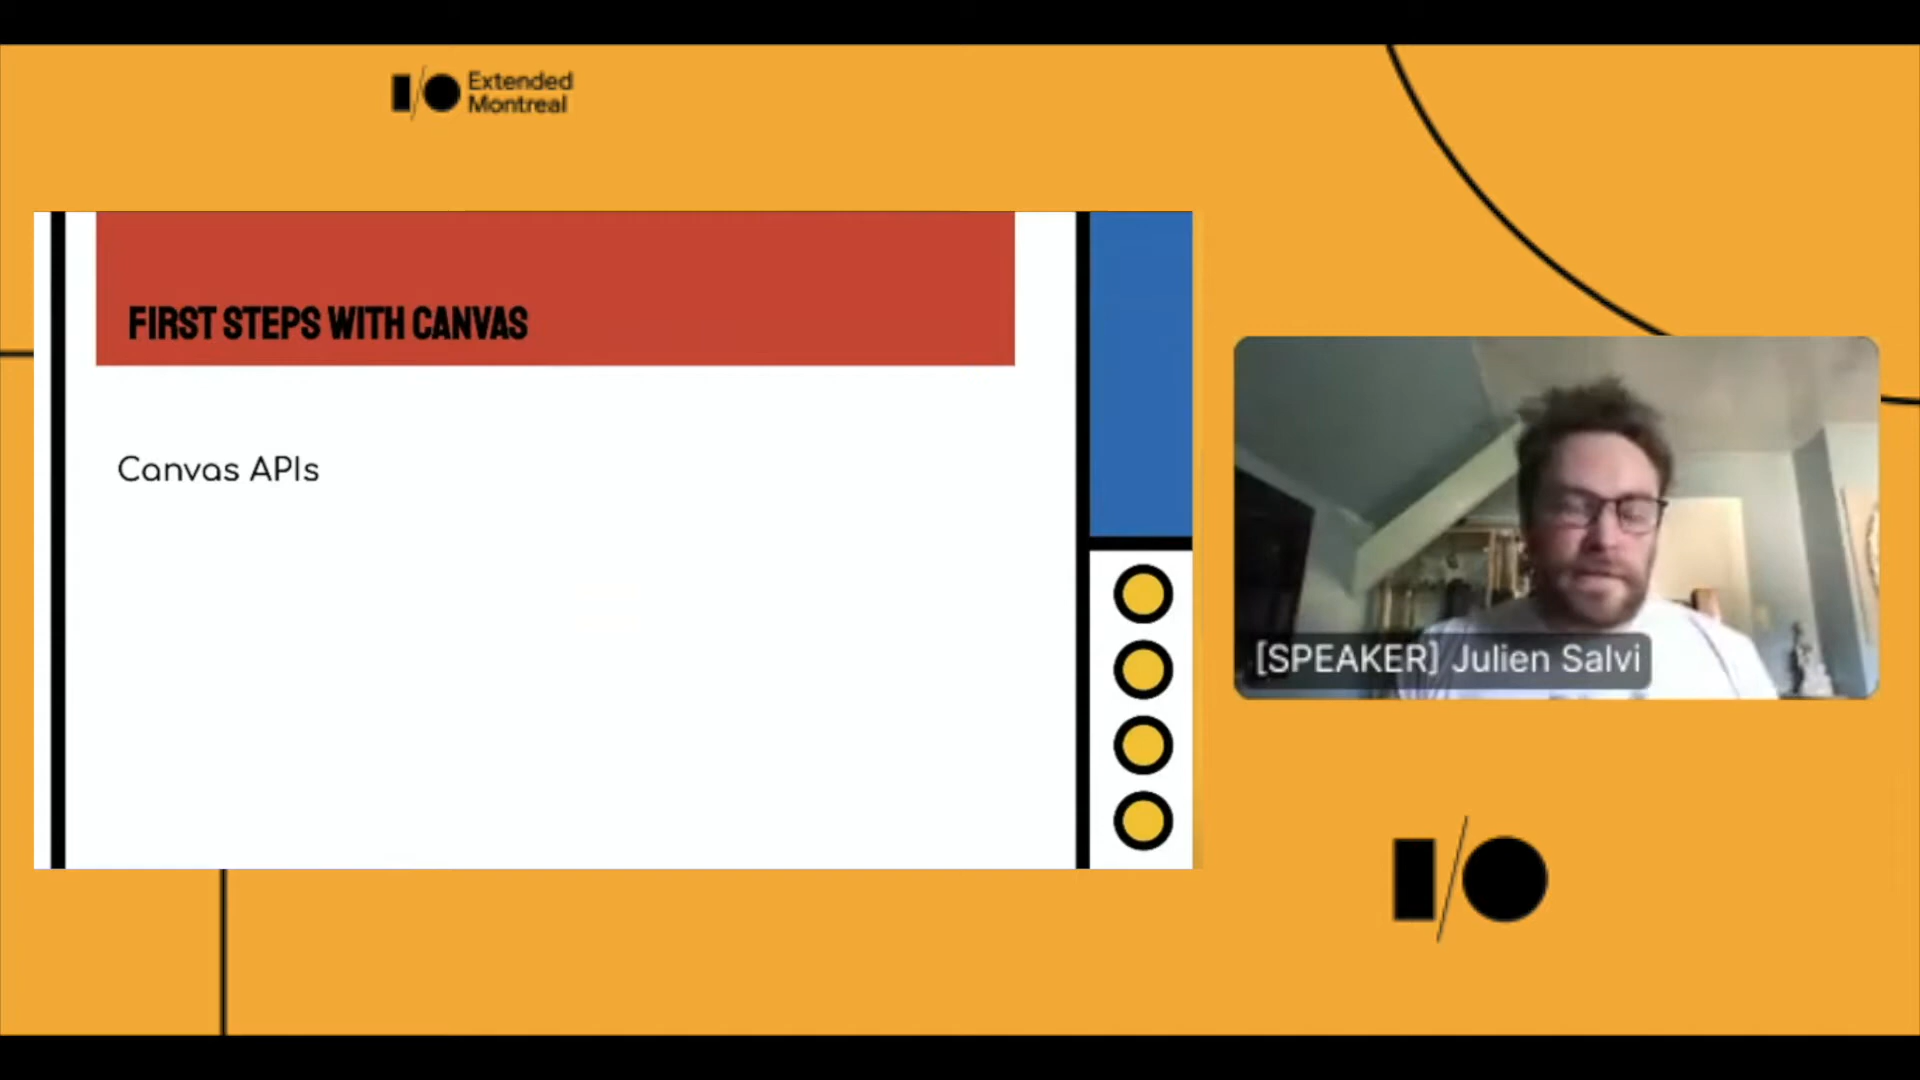 I/O Extended
Montreal
FIRST STEPS WITH CANVAS
Canvas APIs
[SPEAKER] Julien Salvi
I/O